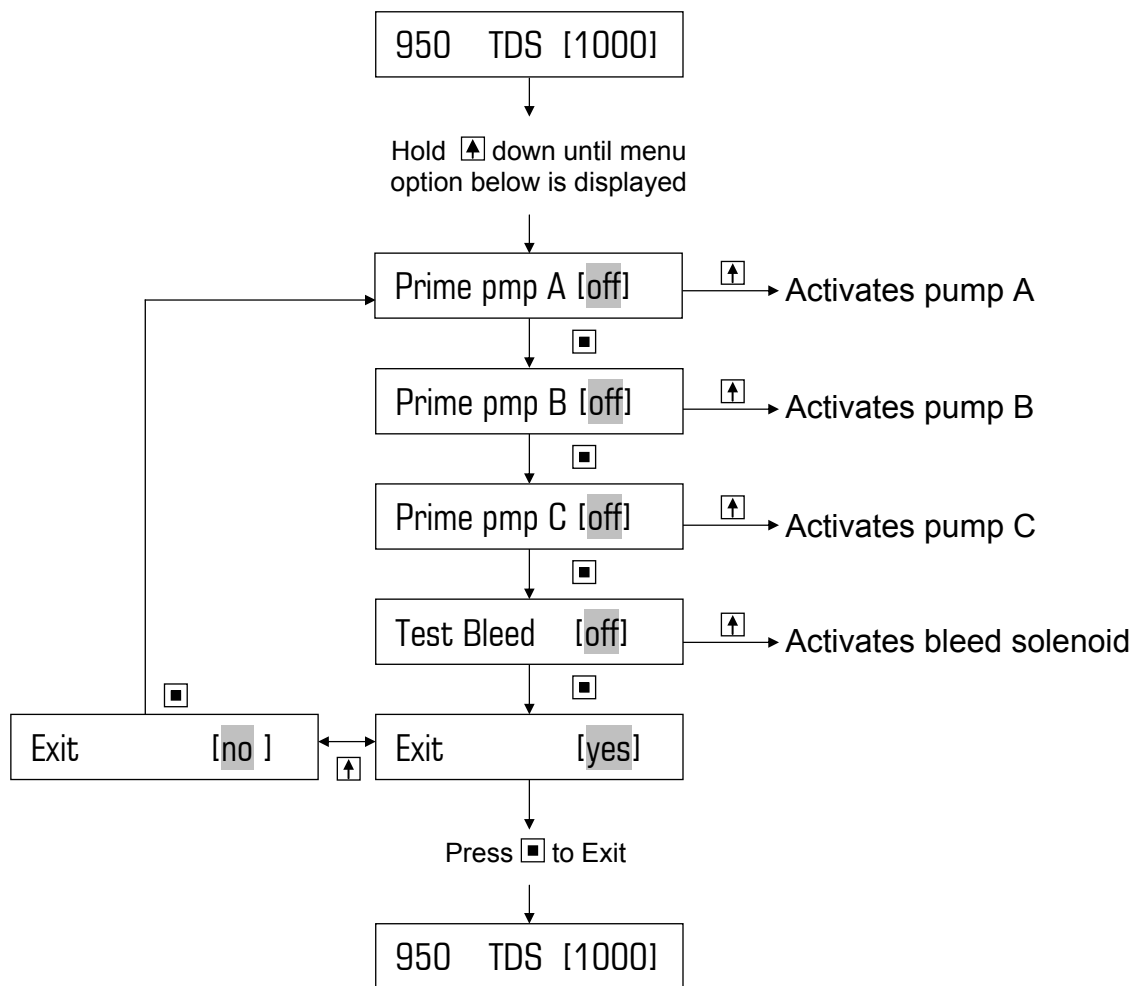 950 TDS [1000]
Hold down until menu
option below is displayed
Prime pmp A [off]
Activates pump A
Prime pmp B [off]
Activates pump B
Prime pmp C [off]
Activates pump C
Test Bleed [off]
Activates bleed solenoid
Exit [no ]
Exit [yes]
Press to Exit
950 TDS [1000]